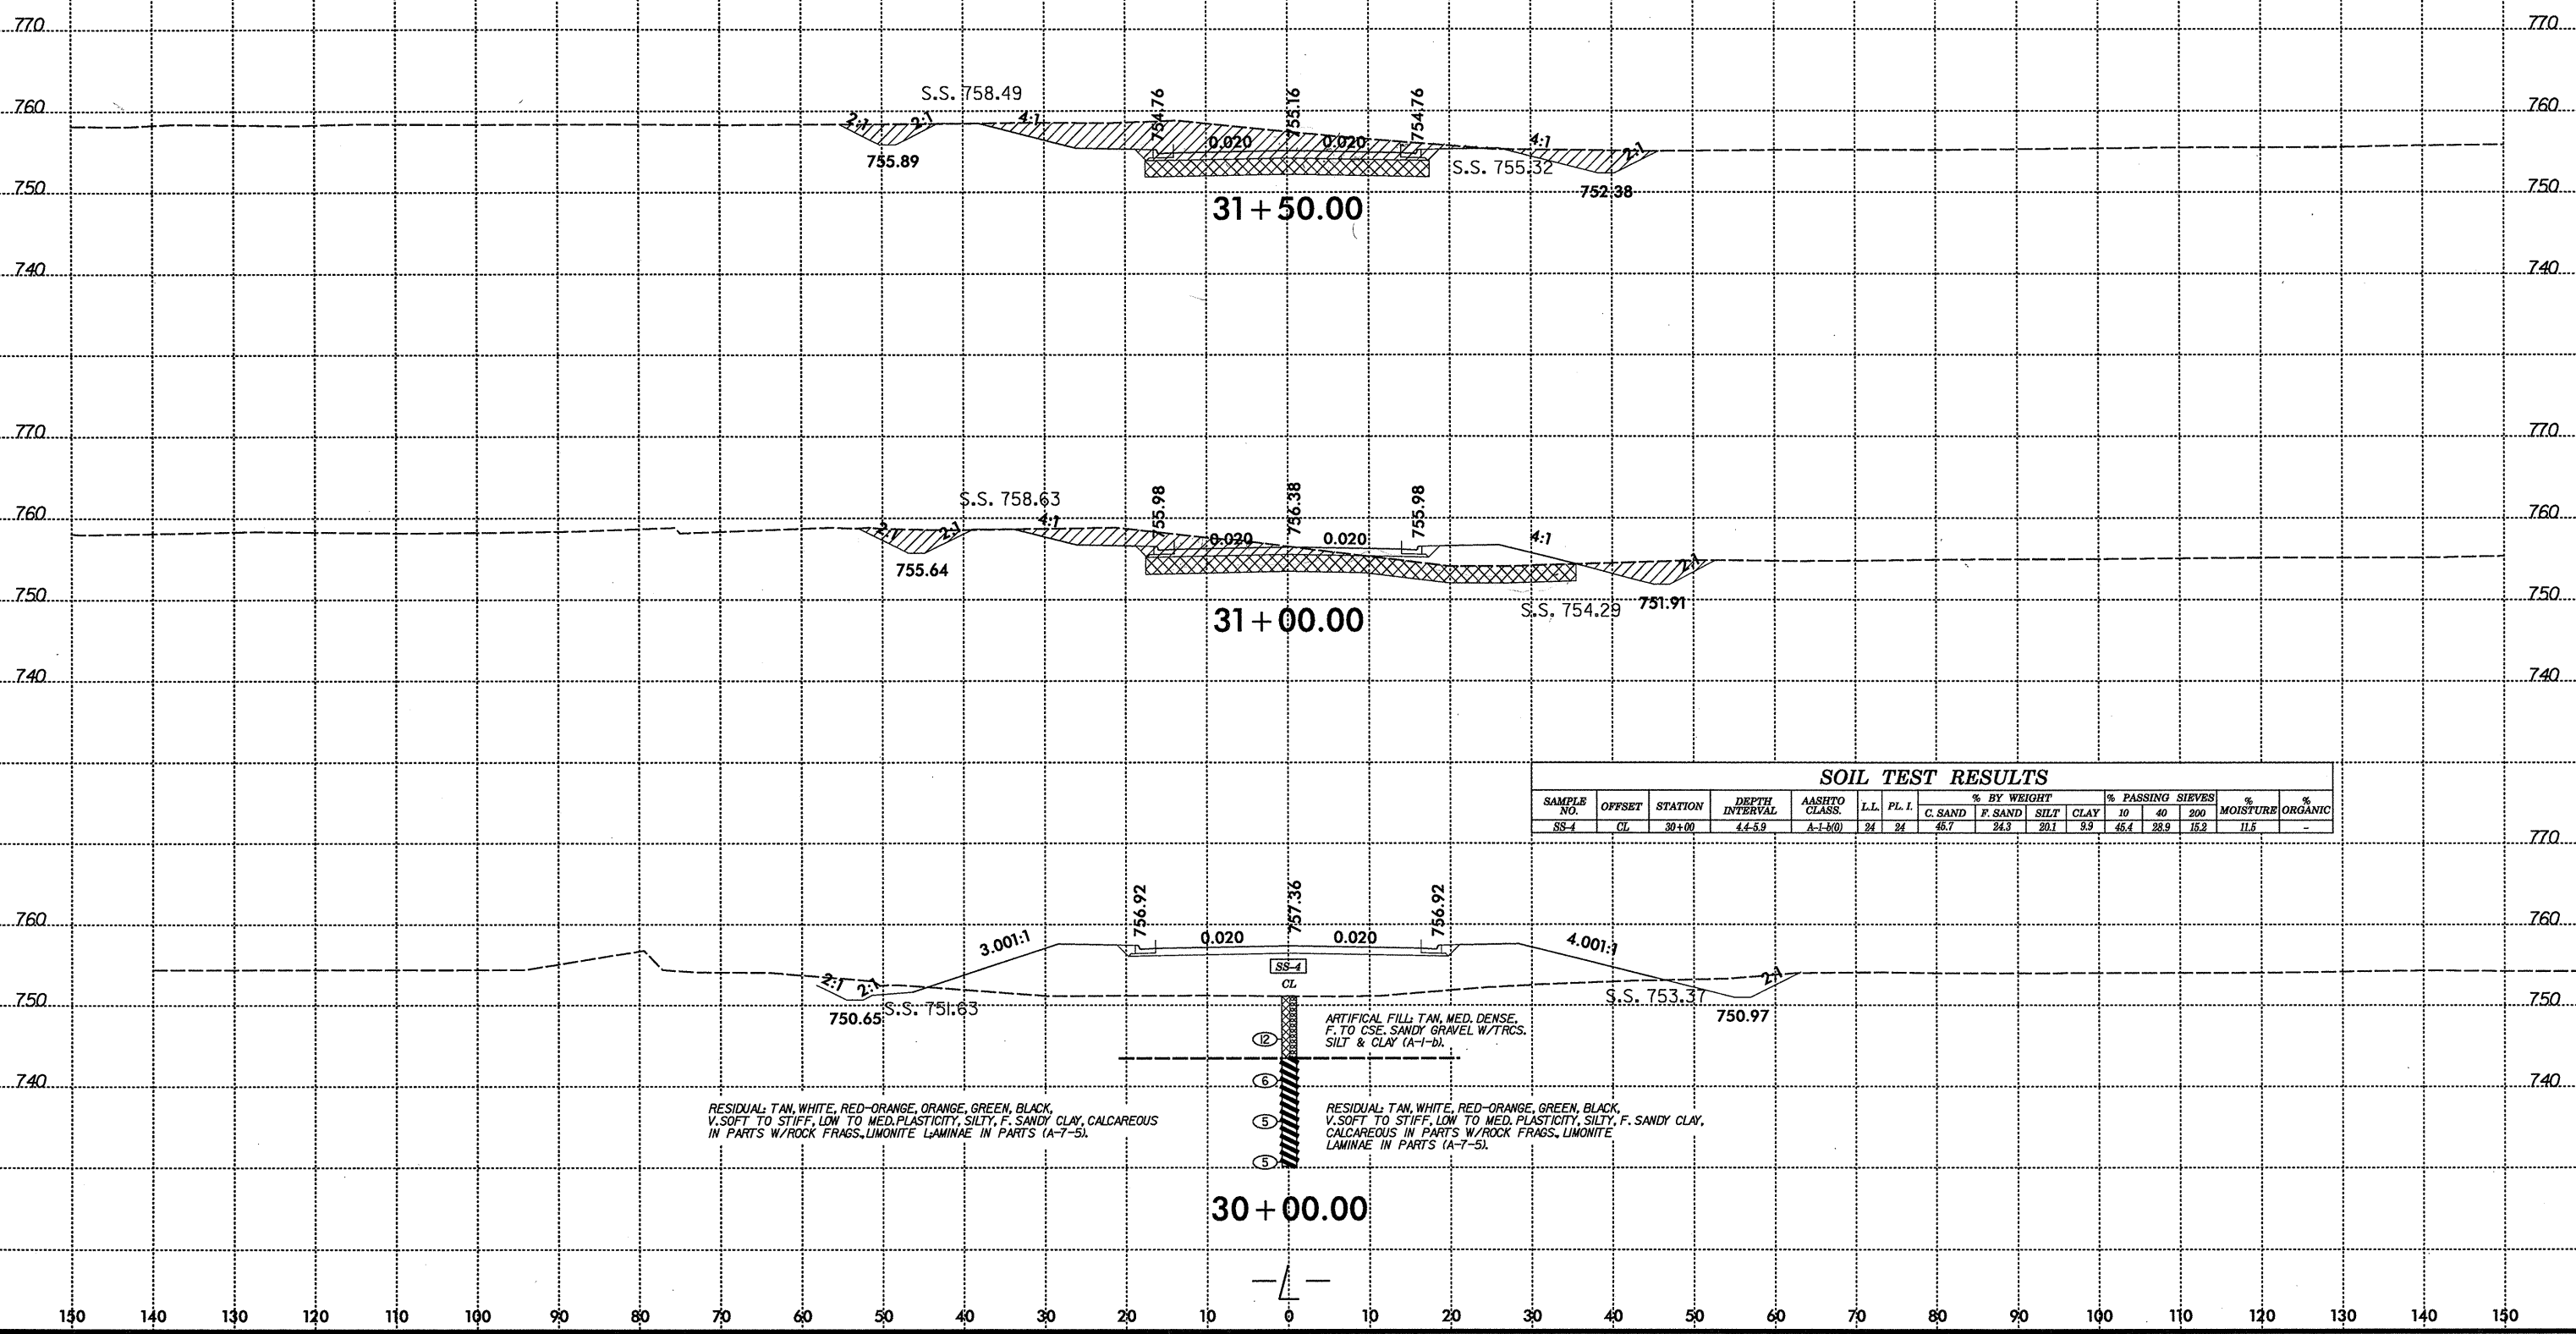 770 770
S.S. 758.49
760 754.76 755.16 754.76 760
2:1 2:1 4:1 0.020 0.020 4:1 2:1
755.89 S.S. 755.32
750 752.38 750
31+50.00
740 740
770 770
S.S. 758.63
760 755.98 756.38 755.98 760
2:1 2:1 4:1 0.020 0.020 4:1 2:1
755.64
750 S.S. 754.29 751.91 750
31+00.00
740 740
SOIL TEST RESULTS
SAMPLE NO. OFFSET STATION DEPTH INTERVAL AASHTO CLASS. L.L. PL. I. % BY WEIGHT % PASSING SIEVES % MOISTURE % ORGANIC
C. SAND F. SAND SILT CLAY 10 40 200
SS-4 CL 30+00 4.4-5.9 A-1-b(0) 24 24 45.7 24.3 20.1 9.9 45.4 28.9 15.2 11.5 -
770 770
760 756.92 757.36 756.92 760
3.001:1 0.020 0.020 4.001:1
SS-4
2:1 2:1 CL 2:1
750 S.S. 753.37 750
750.65 S.S. 751.63 750.97
ARTIFICAL FILL: TAN, MED. DENSE,
F. TO CSE. SANDY GRAVEL W/TRCS.
SILT & CLAY (A-1-b).
12
740 6 740
RESIDUAL: TAN, WHITE, RED-ORANGE, ORANGE, GREEN, BLACK,
V.SOFT TO STIFF, LOW TO MED.PLASTICITY, SILTY, F. SANDY CLAY, CALCAREOUS
IN PARTS W/ROCK FRAGS., LIMONITE LAMINAE IN PARTS (A-7-5).
RESIDUAL: TAN, WHITE, RED-ORANGE, GREEN, BLACK,
V.SOFT TO STIFF, LOW TO MED. PLASTICITY, SILTY, F. SANDY CLAY,
CALCAREOUS IN PARTS W/ROCK FRAGS., LIMONITE
LAMINAE IN PARTS (A-7-5).
5
5
30+00.00
-L-
150 140 130 120 110 100 90 80 70 60 50 40 30 20 10 0 10 20 30 40 50 60 70 80 90 100 110 120 130 140 150